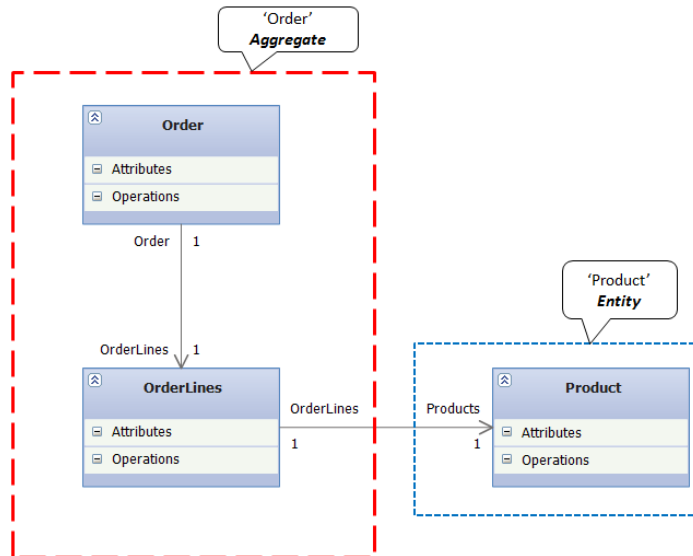 ‘Order’
Aggregate
Order
Attributes
Operations
Order 1
‘Product’
Entity
OrderLines 1
OrderLines
Attributes
Operations
OrderLines
1
Products
1
Product
Attributes
Operations